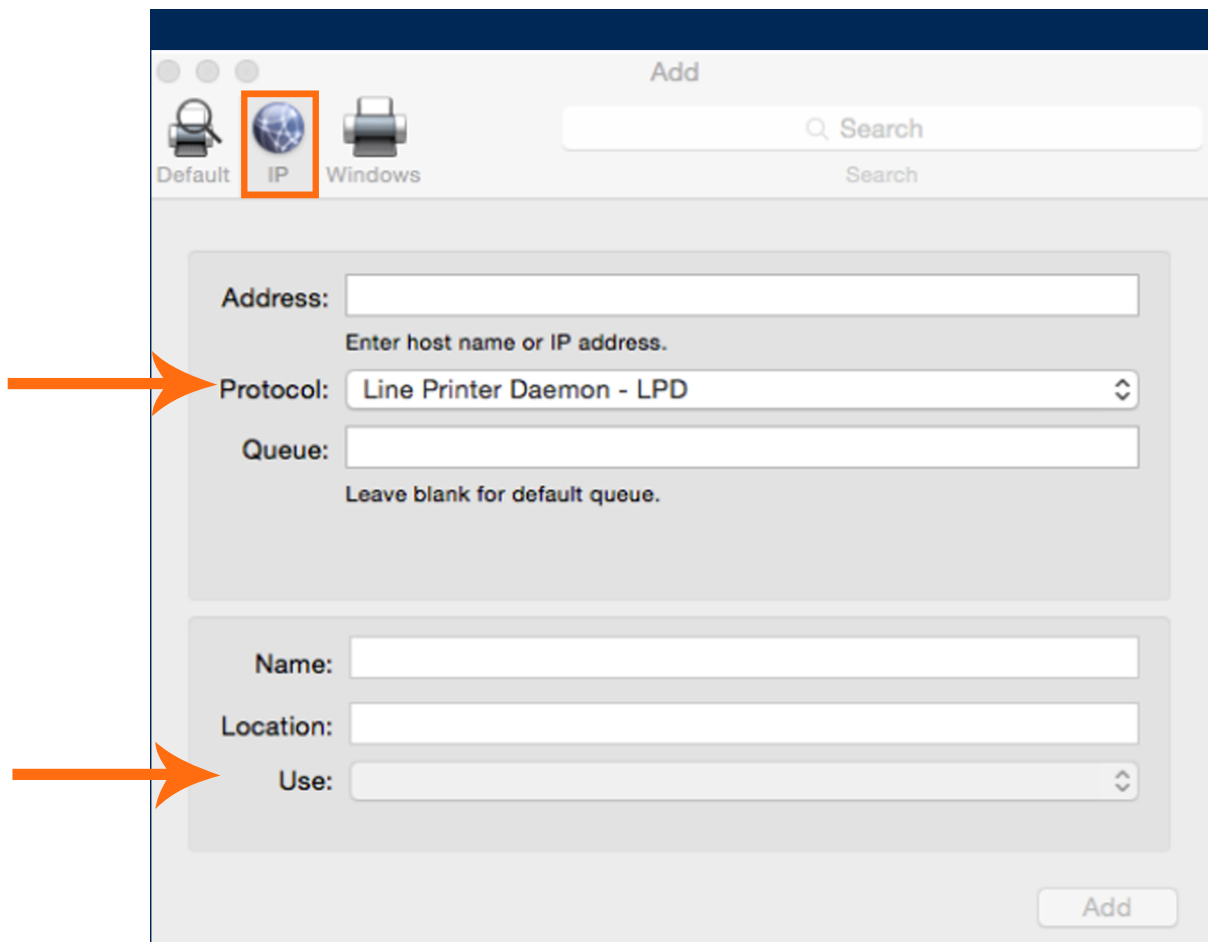 Add
Default IP Windows
Search
Search
Address:
Enter host name or IP address.
Protocol: Line Printer Daemon - LPD
Queue:
Leave blank for default queue.
Name:
Location:
Use:
Add